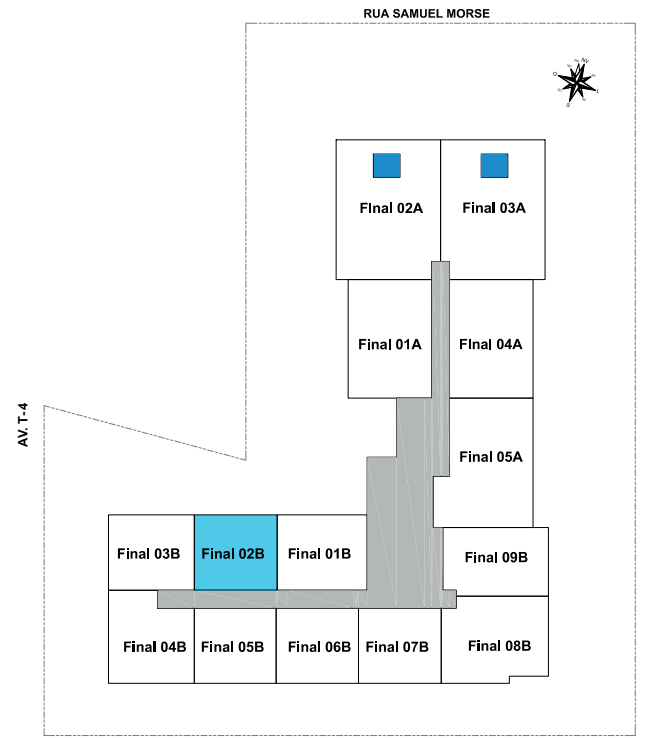 RUA SAMUEL MORSE
O
S
FInal 02A
Final 03A
Final 01A
FInal 04A
AV. T-4
Final 05A
Final 03B
Final 02B
Final 01B
Final 09B
Final 04B
Final 05B
Final 06B
Final 07B
Final 08B